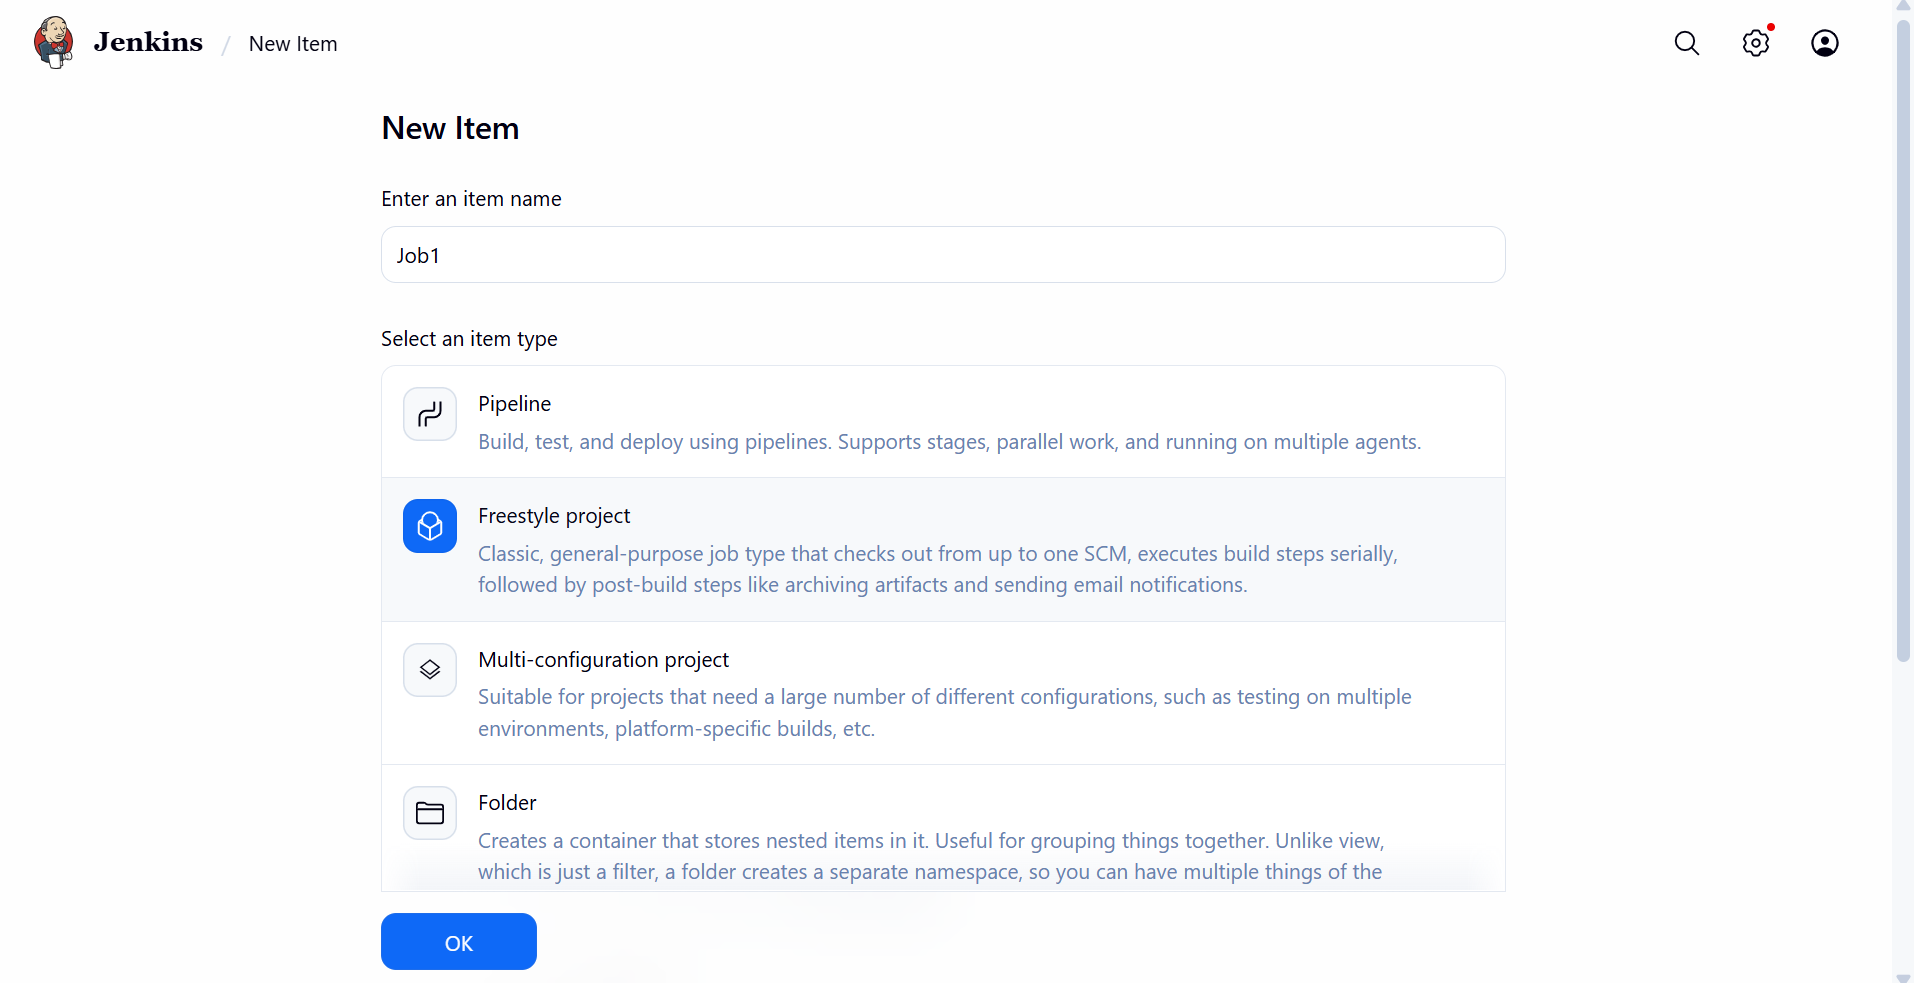 Jenkins / New Item
New Item
Enter an item name
Job1
Select an item type
Pipeline
Build, test, and deploy using pipelines. Supports stages, parallel work, and running on multiple agents.
Freestyle project
Classic, general-purpose job type that checks out from up to one SCM, executes build steps serially,
followed by post-build steps like archiving artifacts and sending email notifications.
Multi-configuration project
Suitable for projects that need a large number of different configurations, such as testing on multiple
environments, platform-specific builds, etc.
Folder
Creates a container that stores nested items in it. Useful for grouping things together. Unlike view,
which is just a filter, a folder creates a separate namespace, so you can have multiple things of the
OK